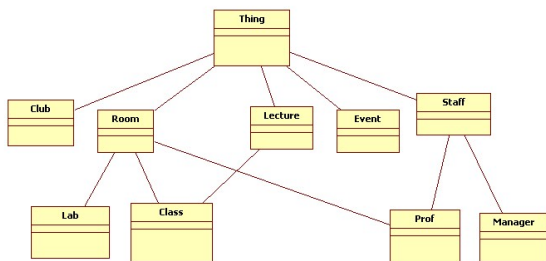 Thing
Club
Room
Lecture
Event
Staff
Lab
Class
Prof
Manager